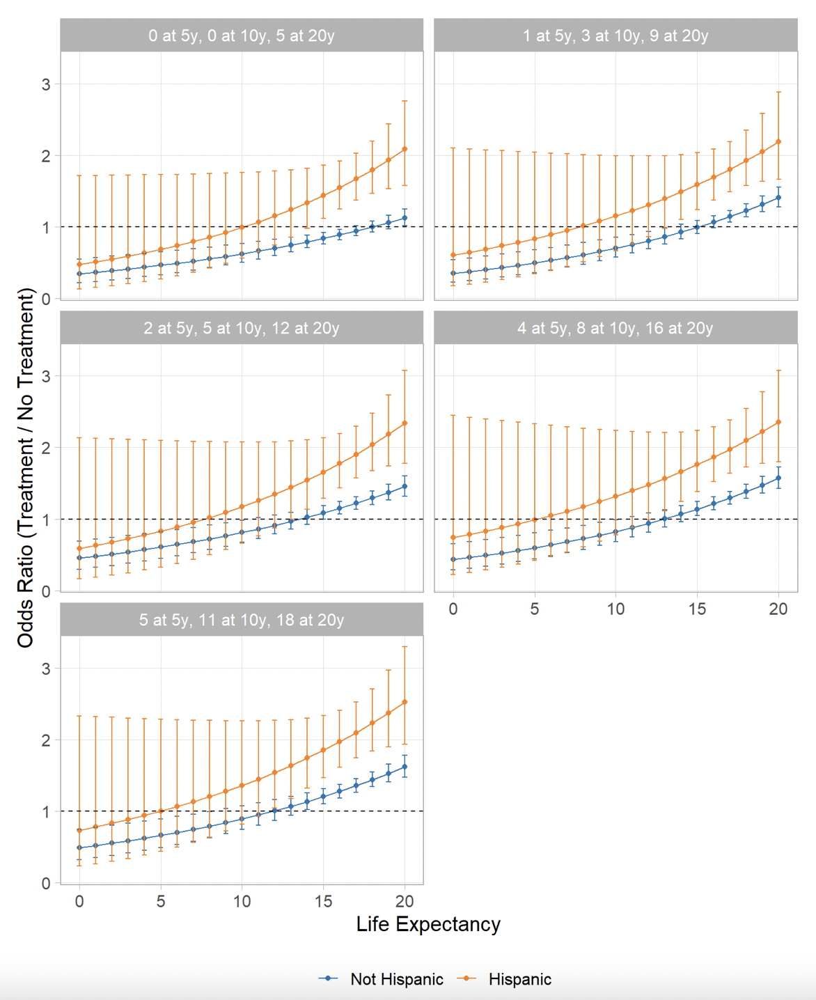 0 at 5y, 0 at 10y, 5 at 20y
1 at 5y, 3 at 10y, 9 at 20y
3
2
1
0
2 at 5y, 5 at 10y, 12 at 20y
4 at 5y, 8 at 10y, 16 at 20y
3
2
1
0
0 5 10 15 20
5 at 5y, 11 at 10y, 18 at 20y
3
2
1
0
0 5 10 15 20
Odds Ratio (Treatment / No Treatment)
Life Expectancy
Not Hispanic
Hispanic